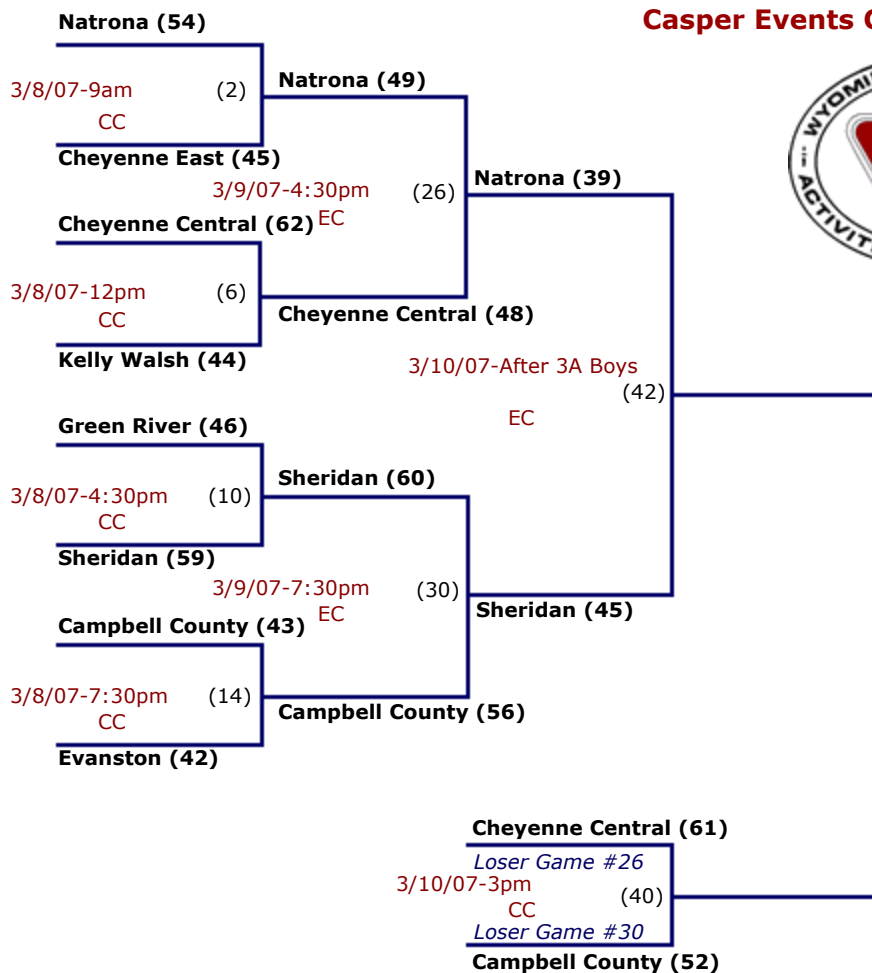 Casper Events C
Natrona (54)
3/8/07-9am
(2)
CC
Cheyenne East (45)
Natrona (49)
3/9/07-4:30pm
EC
(26)
Cheyenne Central (62)
3/8/07-12pm
(6)
CC
Kelly Walsh (44)
Cheyenne Central (48)
Natrona (39)
3/10/07-After 3A Boys
(42)
EC
Green River (46)
3/8/07-4:30pm
(10)
CC
Sheridan (59)
Sheridan (60)
3/9/07-7:30pm
EC
(30)
Sheridan (45)
Campbell County (43)
3/8/07-7:30pm
(14)
CC
Evanston (42)
Campbell County (56)
Cheyenne Central (61)
Loser Game #26
3/10/07-3pm
(40)
CC
Loser Game #30
Campbell County (52)